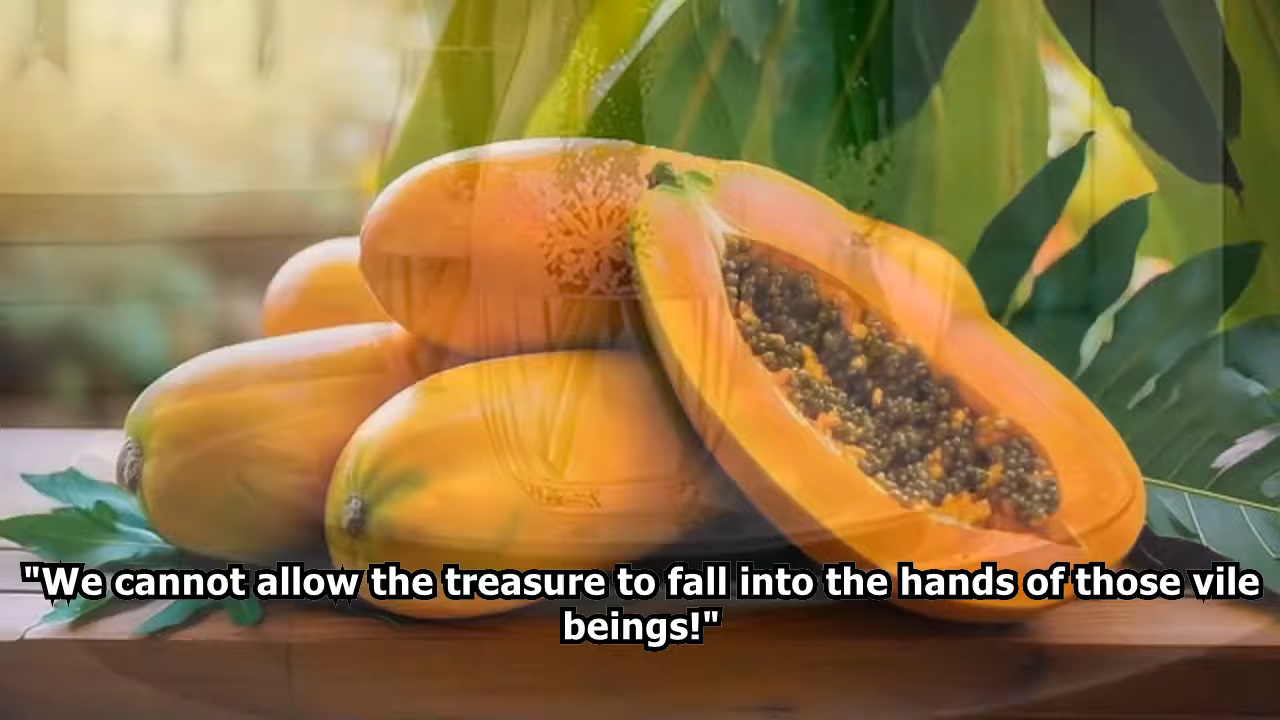 "We cannot allow the treasure to fall into the hands of those vile
beings!"